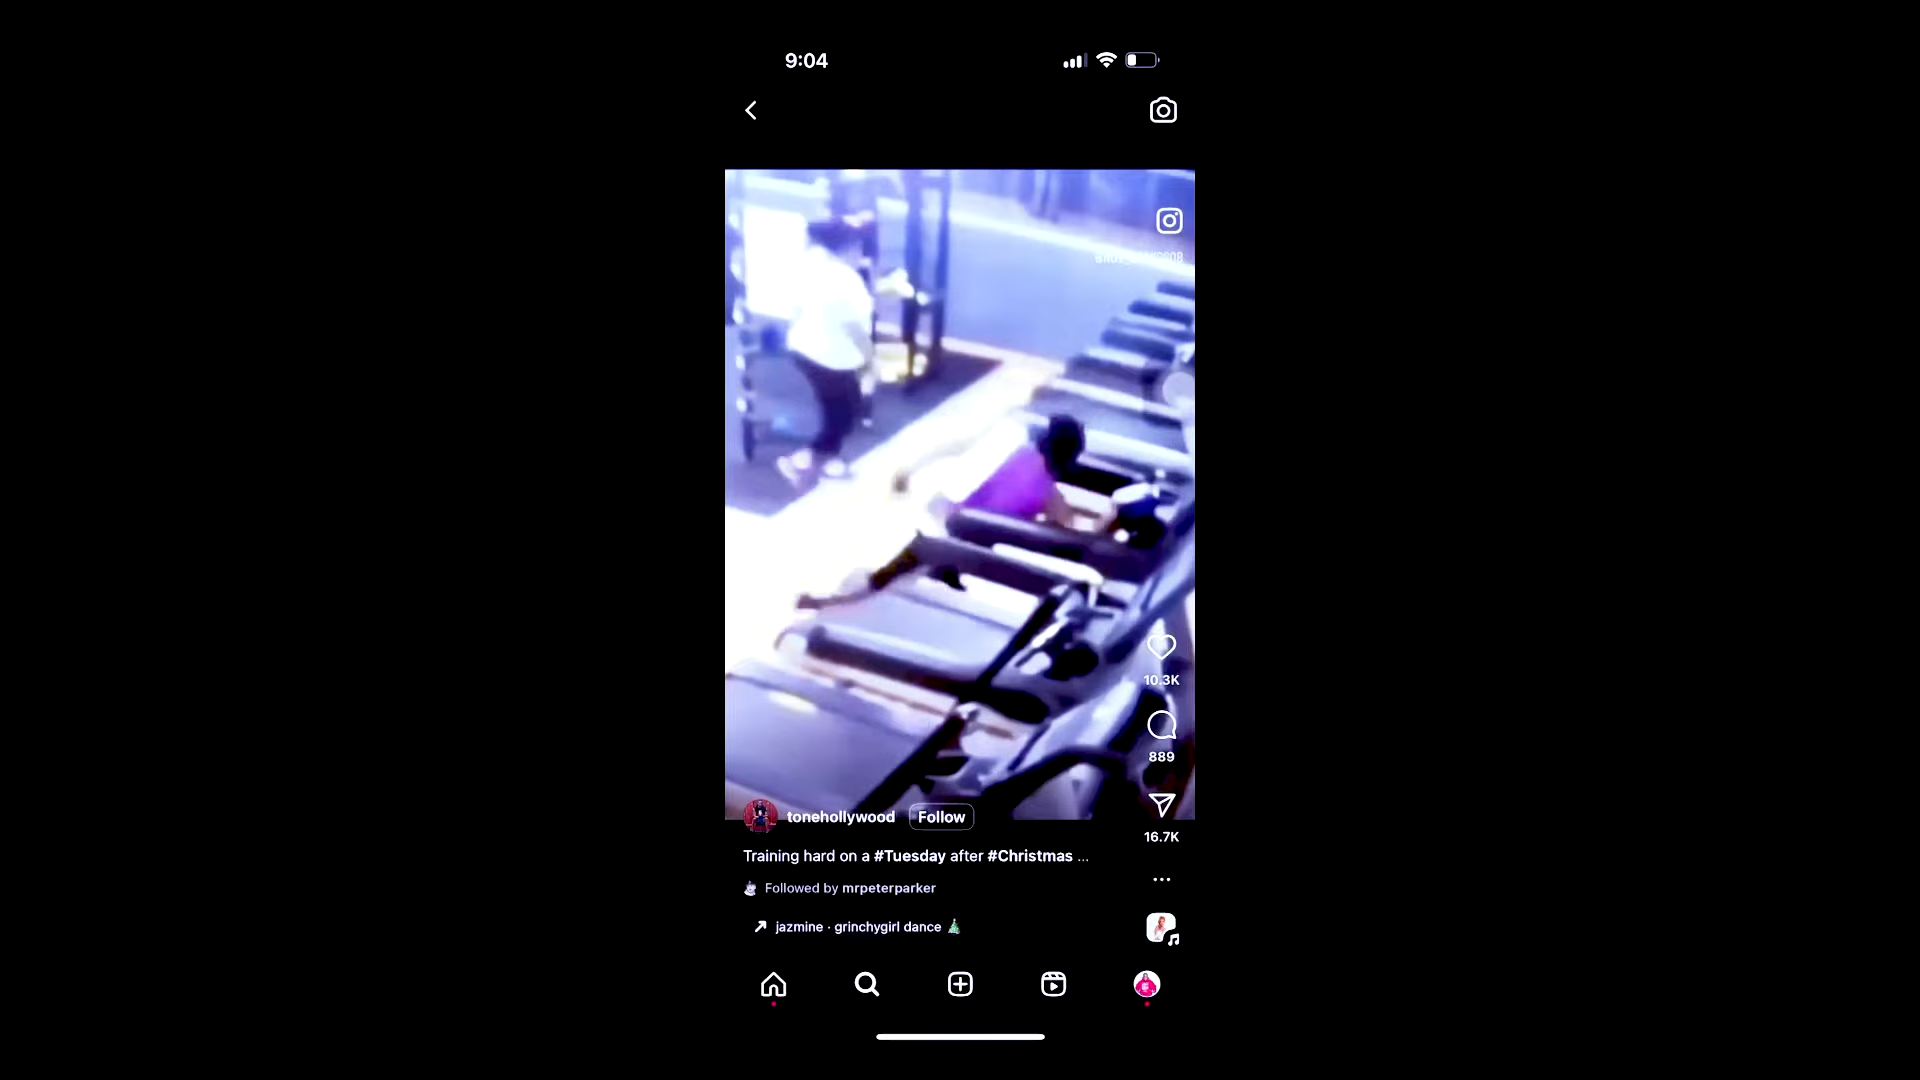 9:04
10.3K
889
tonehollywood Follow
16.7K
Training hard on a #Tuesday after #Christmas ...
Followed by mrpeterparker
jazmine · grinchygirl dance 🎄